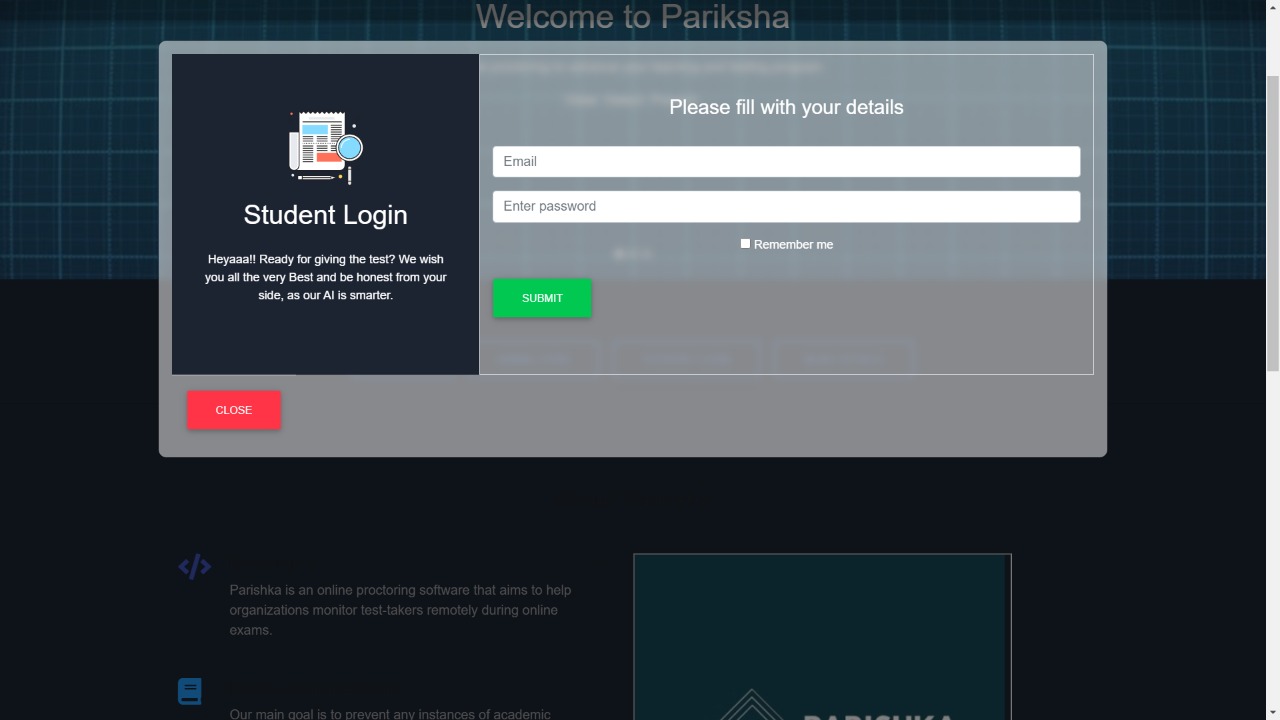 Welcome to Pariksha
Please fill with your details
Email
Enter password
Remember me
SUBMIT
Student Login
Heyaaa!! Ready for giving the test? We wish
you all the very Best and be honest from your
side, as our AI is smarter.
CLOSE
Parishka is an online proctoring software that aims to help
organizations monitor test-takers remotely during online
exams.
Our main goal is to prevent any instances of academic
PARISHKA